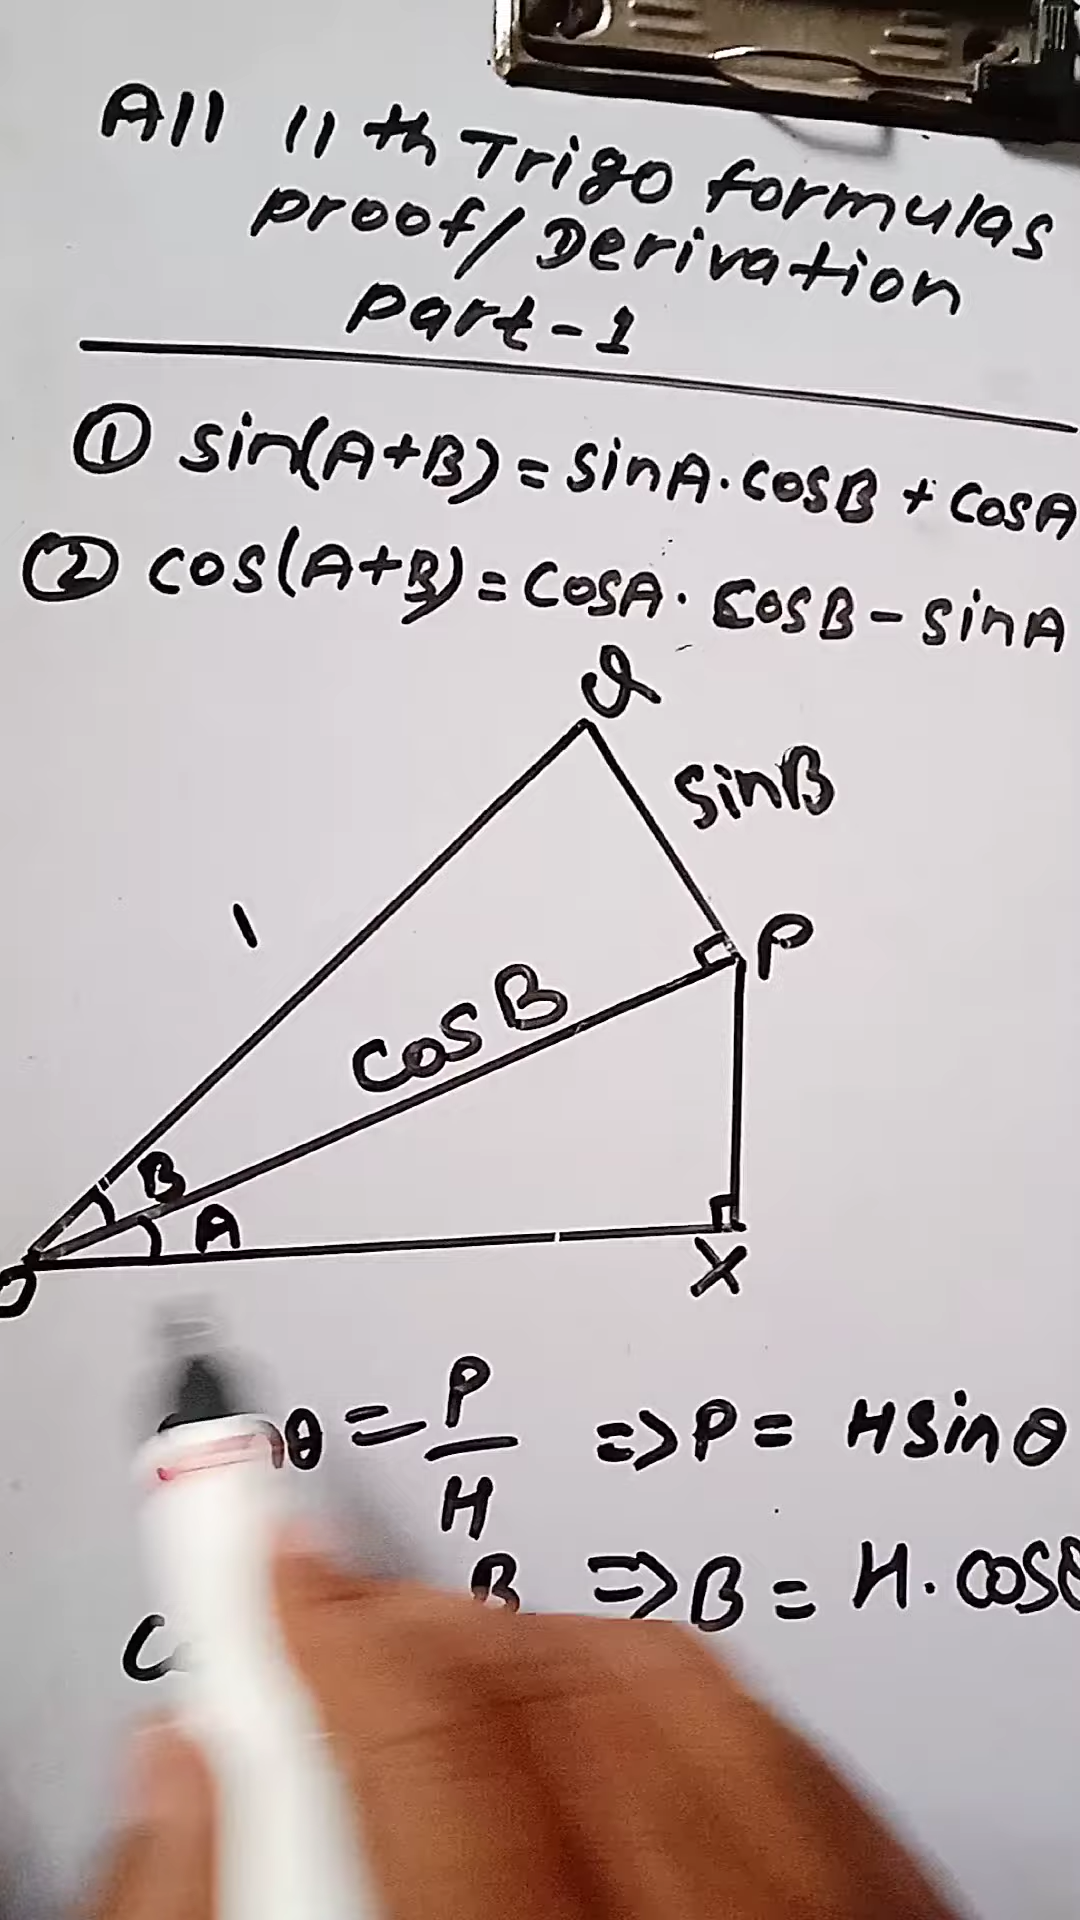 All 11th Trigo formulas
proof/Derivation
part-1
① sin(A+B)=sinA.cosB + cosA
② cos(A+B)=cosA. cosB-sinA
Q
sinB
1
P
cosB
B
A
O
X
θ = P/H => P = Hsinθ
B => B = H.cosθ